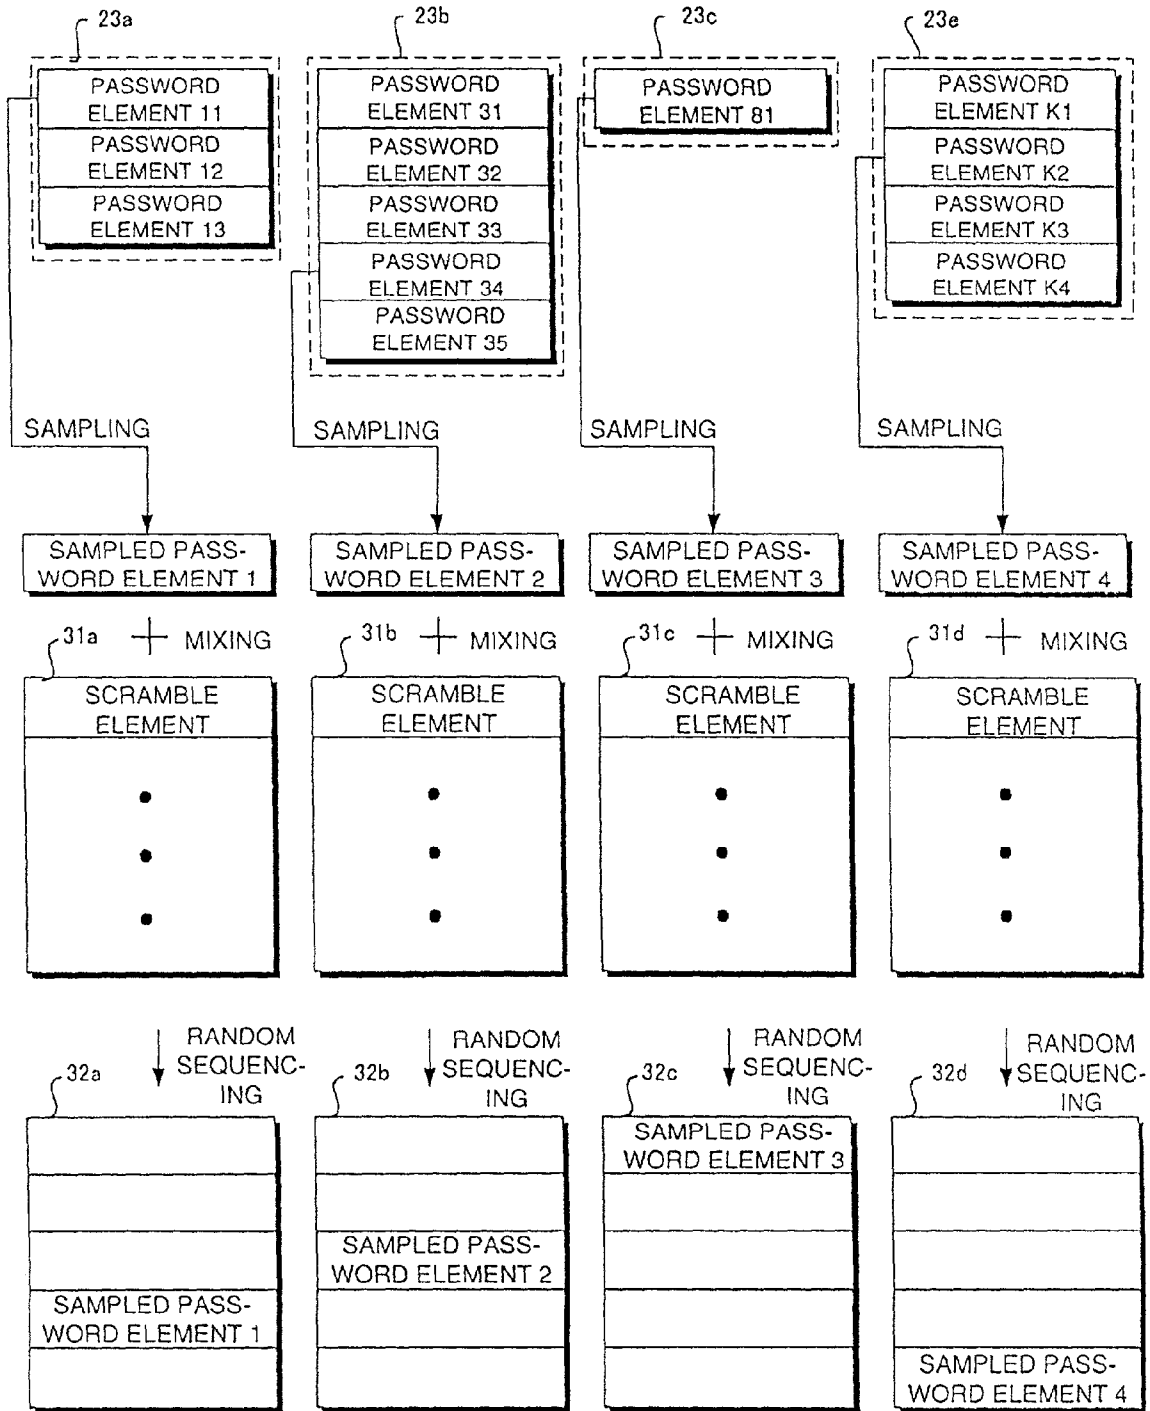 23a
23b
23c
23e
PASSWORD
ELEMENT 11
PASSWORD
ELEMENT 12
PASSWORD
ELEMENT 13
PASSWORD
ELEMENT 31
PASSWORD
ELEMENT 32
PASSWORD
ELEMENT 33
PASSWORD
ELEMENT 34
PASSWORD
ELEMENT 35
PASSWORD
ELEMENT 81
PASSWORD
ELEMENT K1
PASSWORD
ELEMENT K2
PASSWORD
ELEMENT K3
PASSWORD
ELEMENT K4
SAMPLING
SAMPLING
SAMPLING
SAMPLING
SAMPLED PASS-
WORD ELEMENT 1
SAMPLED PASS-
WORD ELEMENT 2
SAMPLED PASS-
WORD ELEMENT 3
SAMPLED PASS-
WORD ELEMENT 4
31a
+ MIXING
31b
+ MIXING
31c
+ MIXING
31d
+ MIXING
SCRAMBLE
ELEMENT
SCRAMBLE
ELEMENT
SCRAMBLE
ELEMENT
SCRAMBLE
ELEMENT
RANDOM
SEQUENC-
ING
RANDOM
SEQUENC-
ING
RANDOM
SEQUENC-
ING
RANDOM
SEQUENC-
ING
32a
32b
32c
32d
SAMPLED PASS-
WORD ELEMENT 1
SAMPLED PASS-
WORD ELEMENT 2
SAMPLED PASS-
WORD ELEMENT 3
SAMPLED PASS-
WORD ELEMENT 4